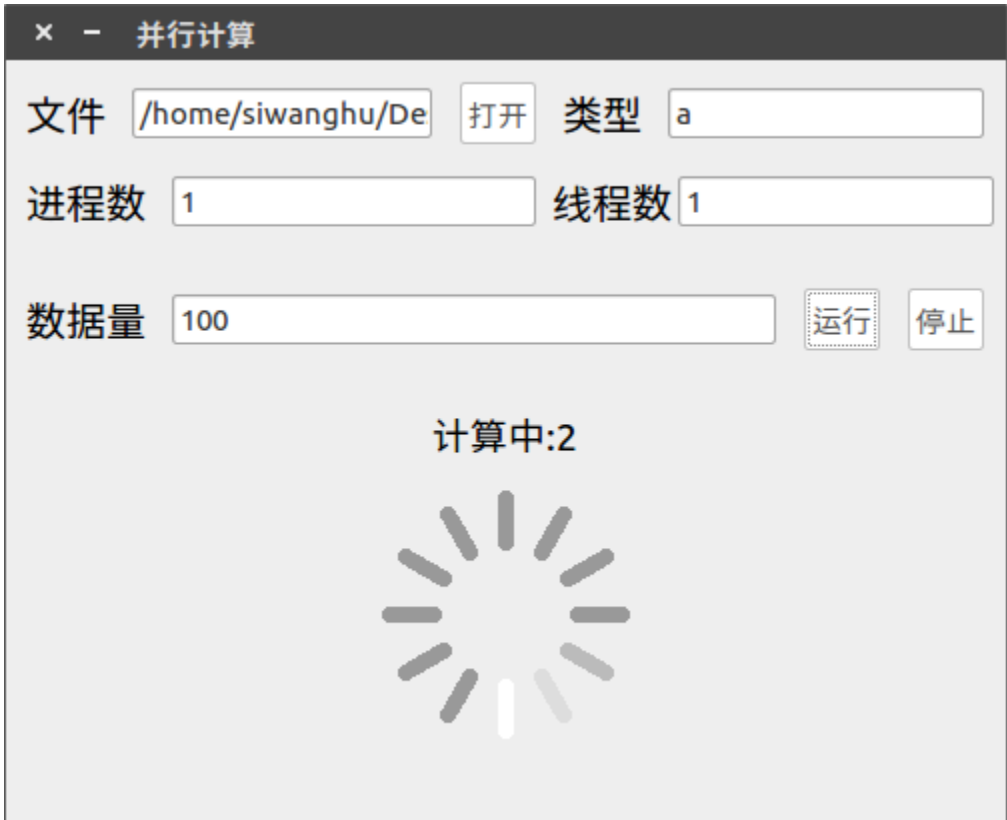 并行计算
文件 /home/siwanghu/De 打开 类型 a
进程数 1 线程数 1
数据量 100 运行 停止
计算中:2